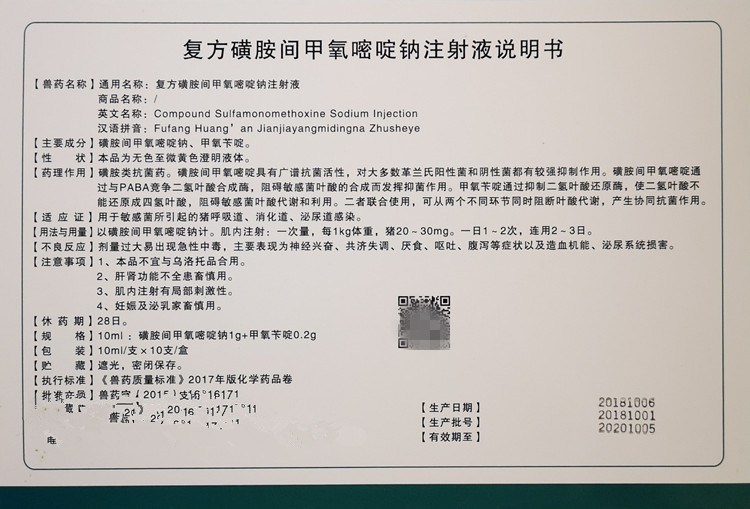 复方磺胺间甲氧嘧啶钠注射液说明书
【兽药名称】通用名称：复方磺胺间甲氧嘧啶钠注射液
商品名称：/
英文名称：Compound Sulfamonomethoxine Sodium Injection
汉语拼音：Fufang Huang'an Jianjiayangmidingna Zhusheye
【主要成分】磺胺间甲氧嘧啶钠、甲氧苄啶。
【性 状】本品为无色至微黄色澄明液体。
【药理作用】磺胺类抗菌药。磺胺间甲氧嘧啶具有广谱抗菌活性，对大多数革兰氏阳性菌和阴性菌都有较强抑制作用。磺胺间甲氧嘧啶通
过与PABA竞争二氢叶酸合成酶，阻碍敏感菌叶酸的合成而发挥抑菌作用。甲氧苄啶通过抑制二氢叶酸还原酶，使二氢叶酸不
能还原成四氢叶酸，阻碍敏感菌叶酸代谢和利用。二者联合使用，可从两个不同环节同时阻断叶酸代谢，产生协同抗菌作用。
【适 应 证】用于敏感菌所引起的猪呼吸道、消化道、泌尿道感染。
【用法与用量】以磺胺间甲氧嘧啶钠计。肌内注射：一次量，每1kg体重，猪20~30mg。一日1~2次，连用2~3日。
【不良反应】剂量过大易出现急性中毒，主要表现为神经兴奋、共济失调、厌食、呕吐、腹泻等症状以及造血机能、泌尿系统损害。
【注意事项】1、本品不宜与乌洛托品合用。
2、肝肾功能不全患畜慎用。
3、肌内注射有局部刺激性。
4、妊娠及泌乳家畜慎用。
【休 药 期】28日。
【规 格】10ml：磺胺间甲氧嘧啶钠1g+甲氧苄啶0.2g
【包 装】10ml/支×10支/盒
【贮 藏】遮光，密闭保存。
【执行标准】《兽药质量标准》2017年版化学药品卷
兽药
【生产日期】 20181006
【生产批号】 20181001
【有效期至】 20201005